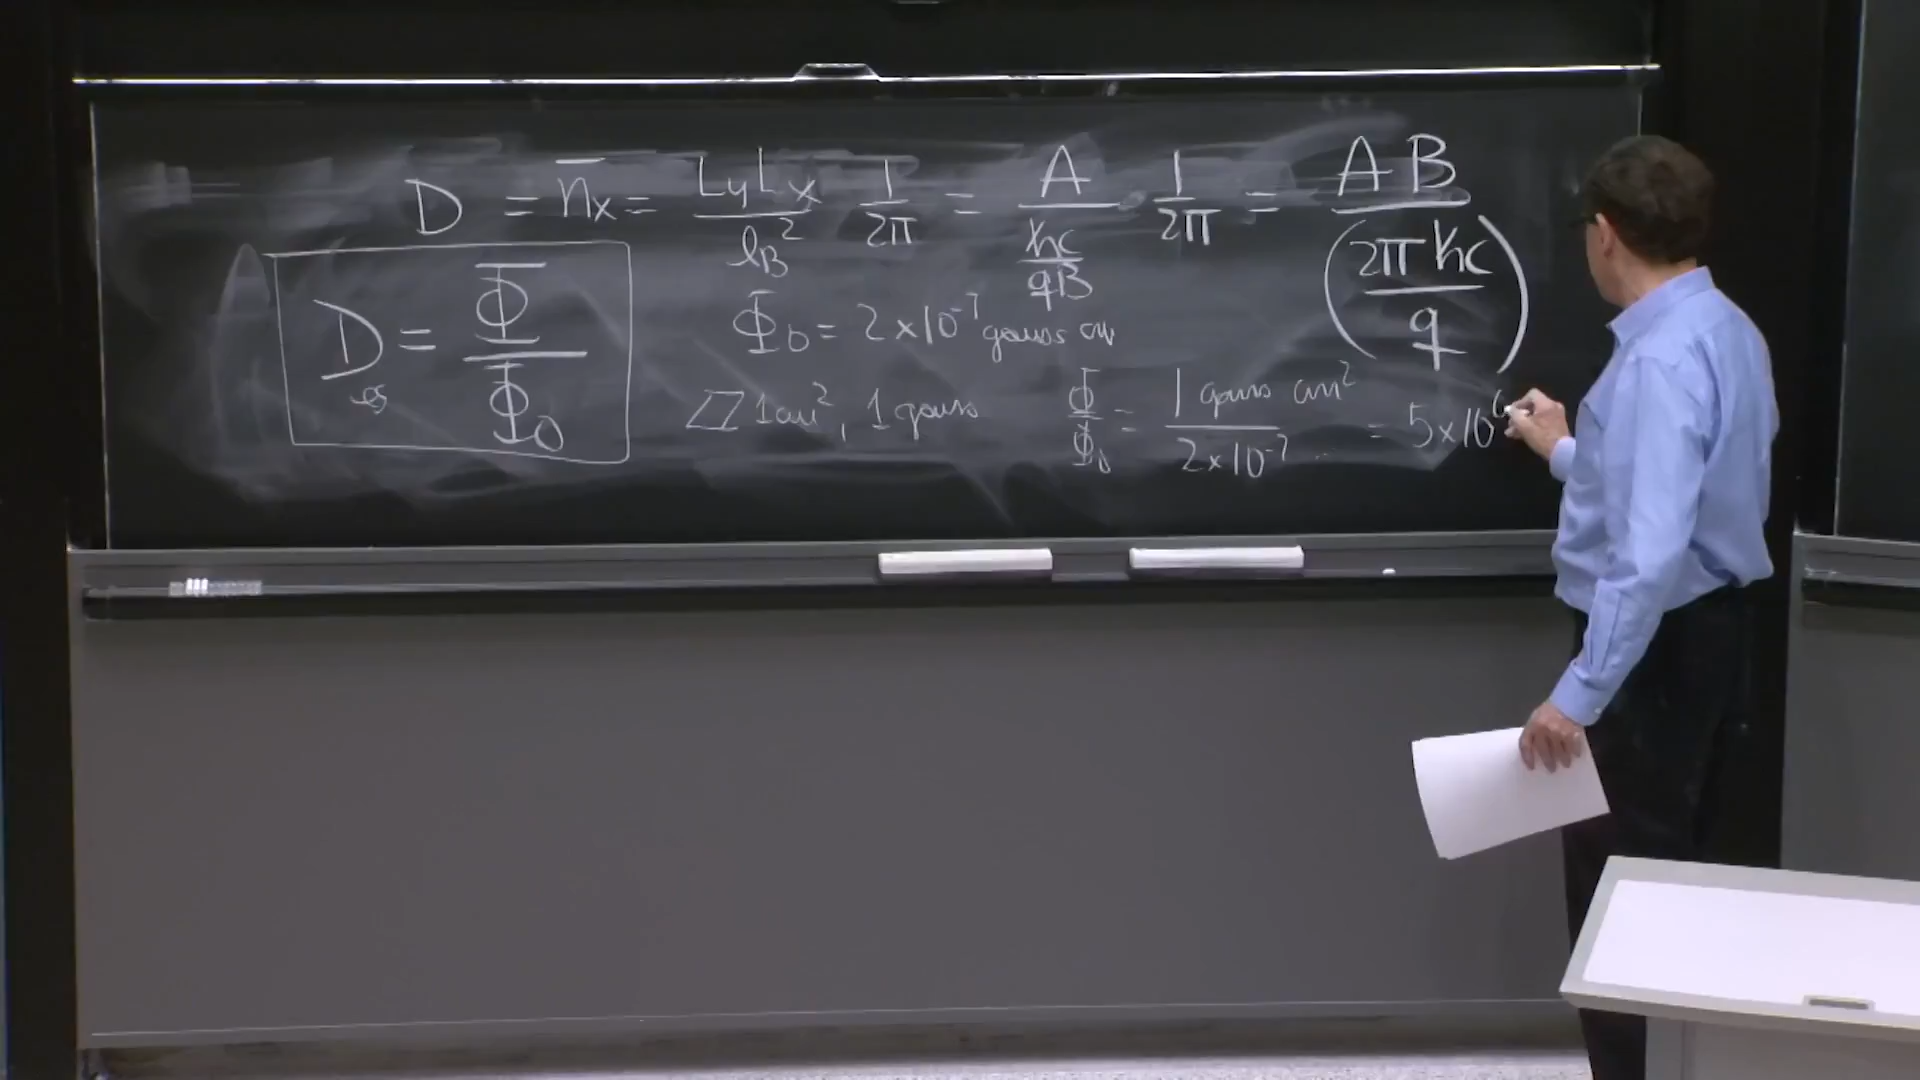 D = n̄x = LyLx/lB² 1/2π = A/(ħc/qB) · 1/2π = AB/(2πħc/q)
D = Φ/Φ0
Φ0 = 2×10⁻⁷ gauss cm
1cm², 1 gauss
Φ/Φ0 = 1 gauss cm²/2×10⁻⁷ = 5×10⁶